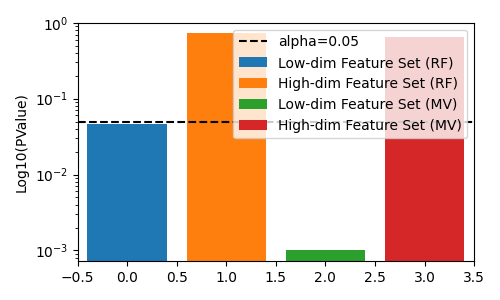 10⁰
10⁻¹
10⁻²
10⁻³
Log10(PValue)
alpha=0.05
Low-dim Feature Set (RF)
High-dim Feature Set (RF)
Low-dim Feature Set (MV)
High-dim Feature Set (MV)
−0.5 0.0 0.5 1.0 1.5 2.0 2.5 3.0 3.5